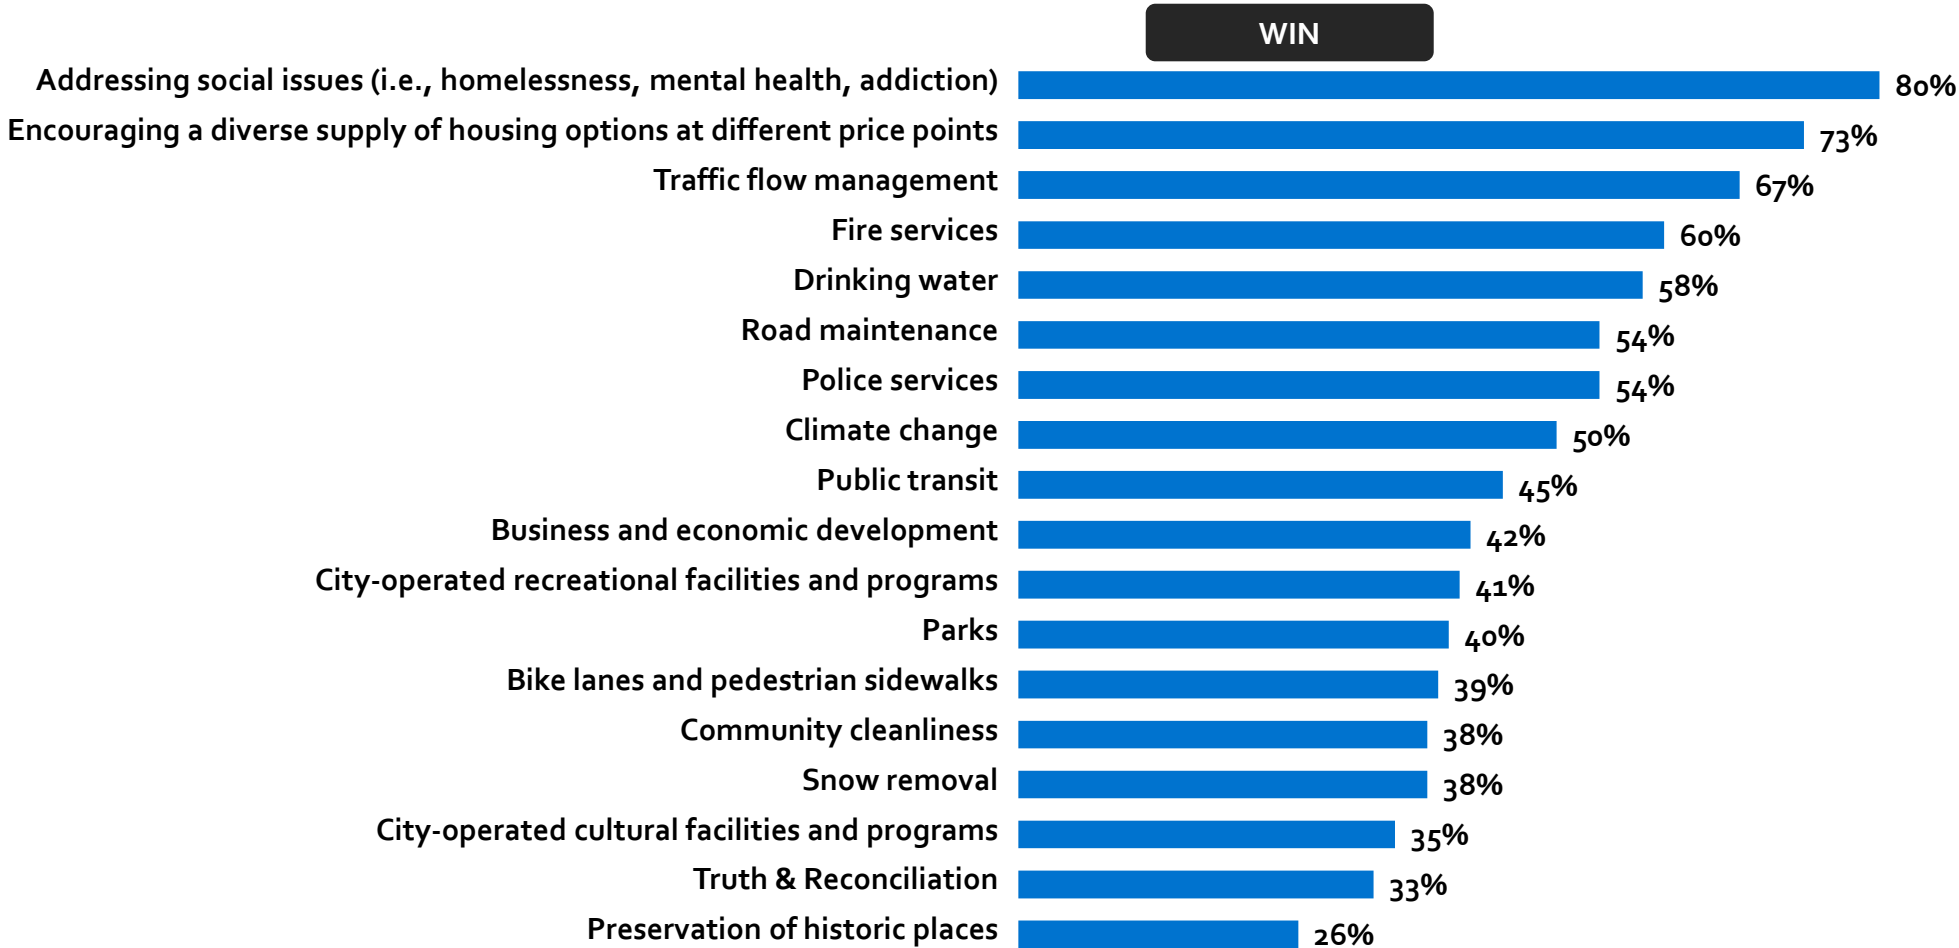 WIN
Addressing social issues (i.e., homelessness, mental health, addiction) 80%
Encouraging a diverse supply of housing options at different price points 73%
Traffic flow management 67%
Fire services 60%
Drinking water 58%
Road maintenance 54%
Police services 54%
Climate change 50%
Public transit 45%
Business and economic development 42%
City-operated recreational facilities and programs 41%
Parks 40%
Bike lanes and pedestrian sidewalks 39%
Community cleanliness 38%
Snow removal 38%
City-operated cultural facilities and programs 35%
Truth & Reconciliation 33%
Preservation of historic places 26%